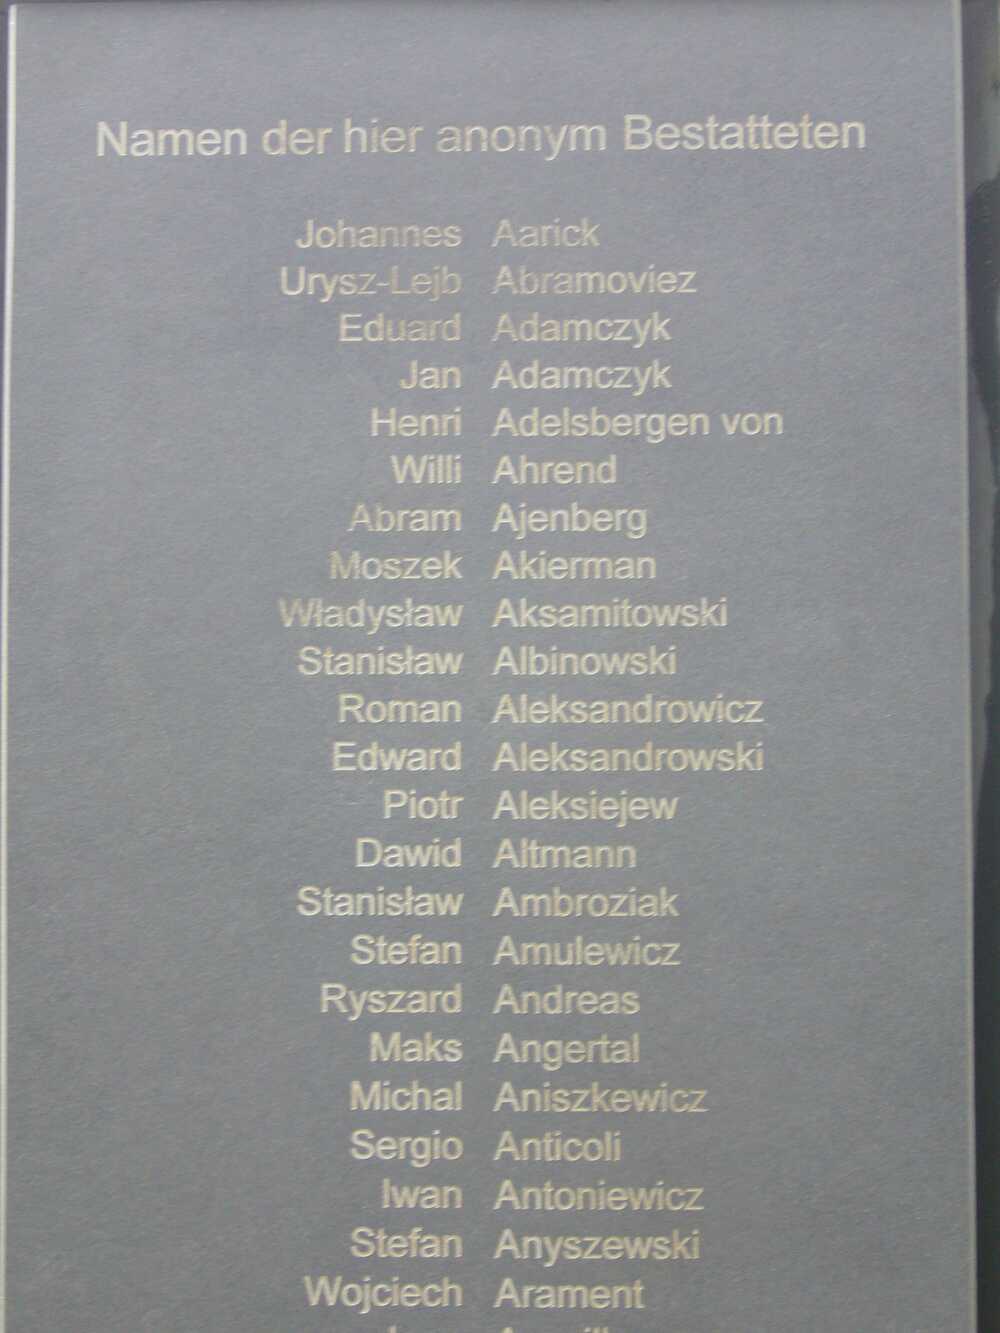 Namen der hier anonym Bestatteten
Johannes Aarick
Urysz-Lejb Abramoviez
Eduard Adamczyk
Jan Adamczyk
Henri Adelsbergen von
Willi Ahrend
Abram Ajenberg
Moszek Akierman
Władysław Aksamitowski
Stanisław Albinowski
Roman Aleksandrowicz
Edward Aleksandrowski
Piotr Aleksiejew
Dawid Altmann
Stanisław Ambroziak
Stefan Amulewicz
Ryszard Andreas
Maks Angertal
Michal Aniszkewicz
Sergio Anticoli
Iwan Antoniewicz
Stefan Anyszewski
Wojciech Arament